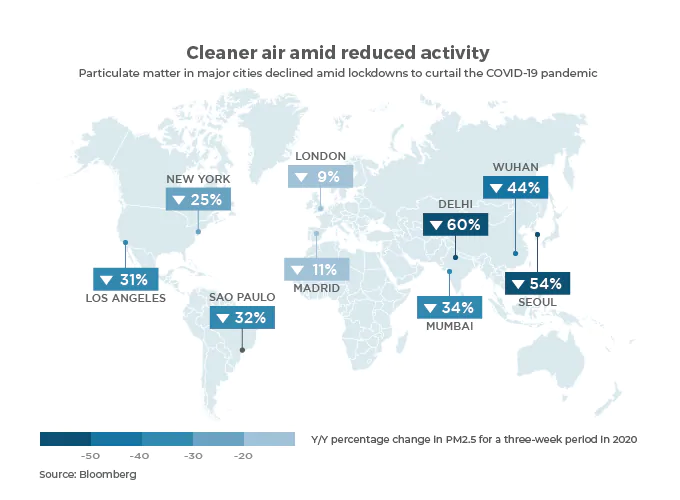 Cleaner air amid reduced activity
Particulate matter in major cities declined amid lockdowns to curtail the COVID-19 pandemic
LONDON
▼ 9%
WUHAN
▼ 44%
NEW YORK
▼ 25%
DELHI
▼ 60%
▼ 11%
MADRID
▼ 31%
LOS ANGELES
▼ 54%
SEOUL
SAO PAULO
▼ 32%
▼ 34%
MUMBAI
-50 -40 -30 -20
Y/Y percentage change in PM2.5 for a three-week period in 2020
Source: Bloomberg